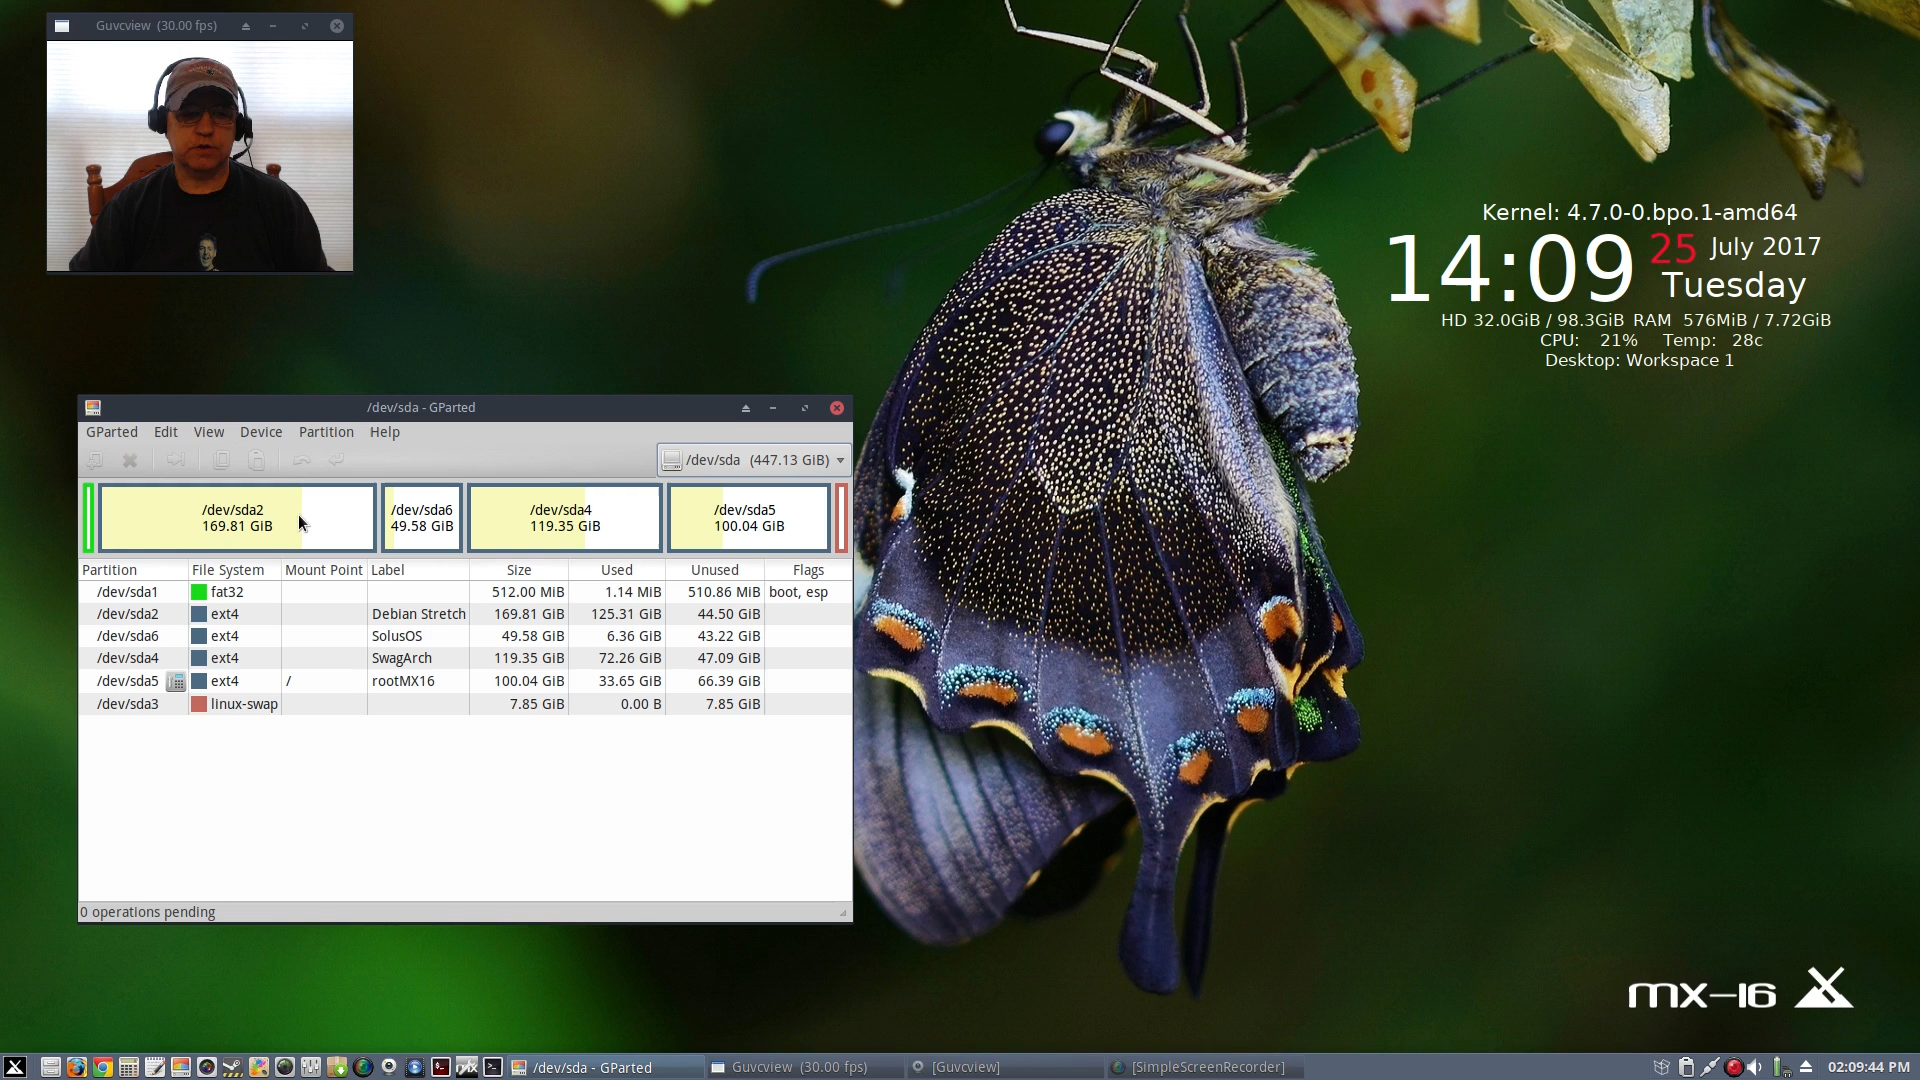 Guvcview (30.00 fps)
Kernel: 4.7.0-0.bpo.1-amd64
14:09 25 July 2017
Tuesday
HD 32.0GiB / 98.3GiB RAM 576MiB / 7.72GiB
CPU: 21% Temp: 28c
Desktop: Workspace 1
/dev/sda - GParted
GParted Edit View Device Partition Help
/dev/sda (447.13 GiB)
/dev/sda2 /dev/sda6 /dev/sda4 /dev/sda5
169.81 GiB 49.58 GiB 119.35 GiB 100.04 GiB
Partition File System Mount Point Label Size Used Unused Flags
/dev/sda1 fat32 512.00 MiB 1.14 MiB 510.86 MiB boot, esp
/dev/sda2 ext4 Debian Stretch 169.81 GiB 125.31 GiB 44.50 GiB
/dev/sda6 ext4 SolusOS 49.58 GiB 6.36 GiB 43.22 GiB
/dev/sda4 ext4 SwagArch 119.35 GiB 72.26 GiB 47.09 GiB
/dev/sda5 ext4 / rootMX16 100.04 GiB 33.65 GiB 66.39 GiB
/dev/sda3 linux-swap 7.85 GiB 0.00 B 7.85 GiB
0 operations pending
mx-16
/dev/sda - GParted Guvcview (30.00 fps) [Guvcview] [SimpleScreenRecorder] 02:09:44 PM